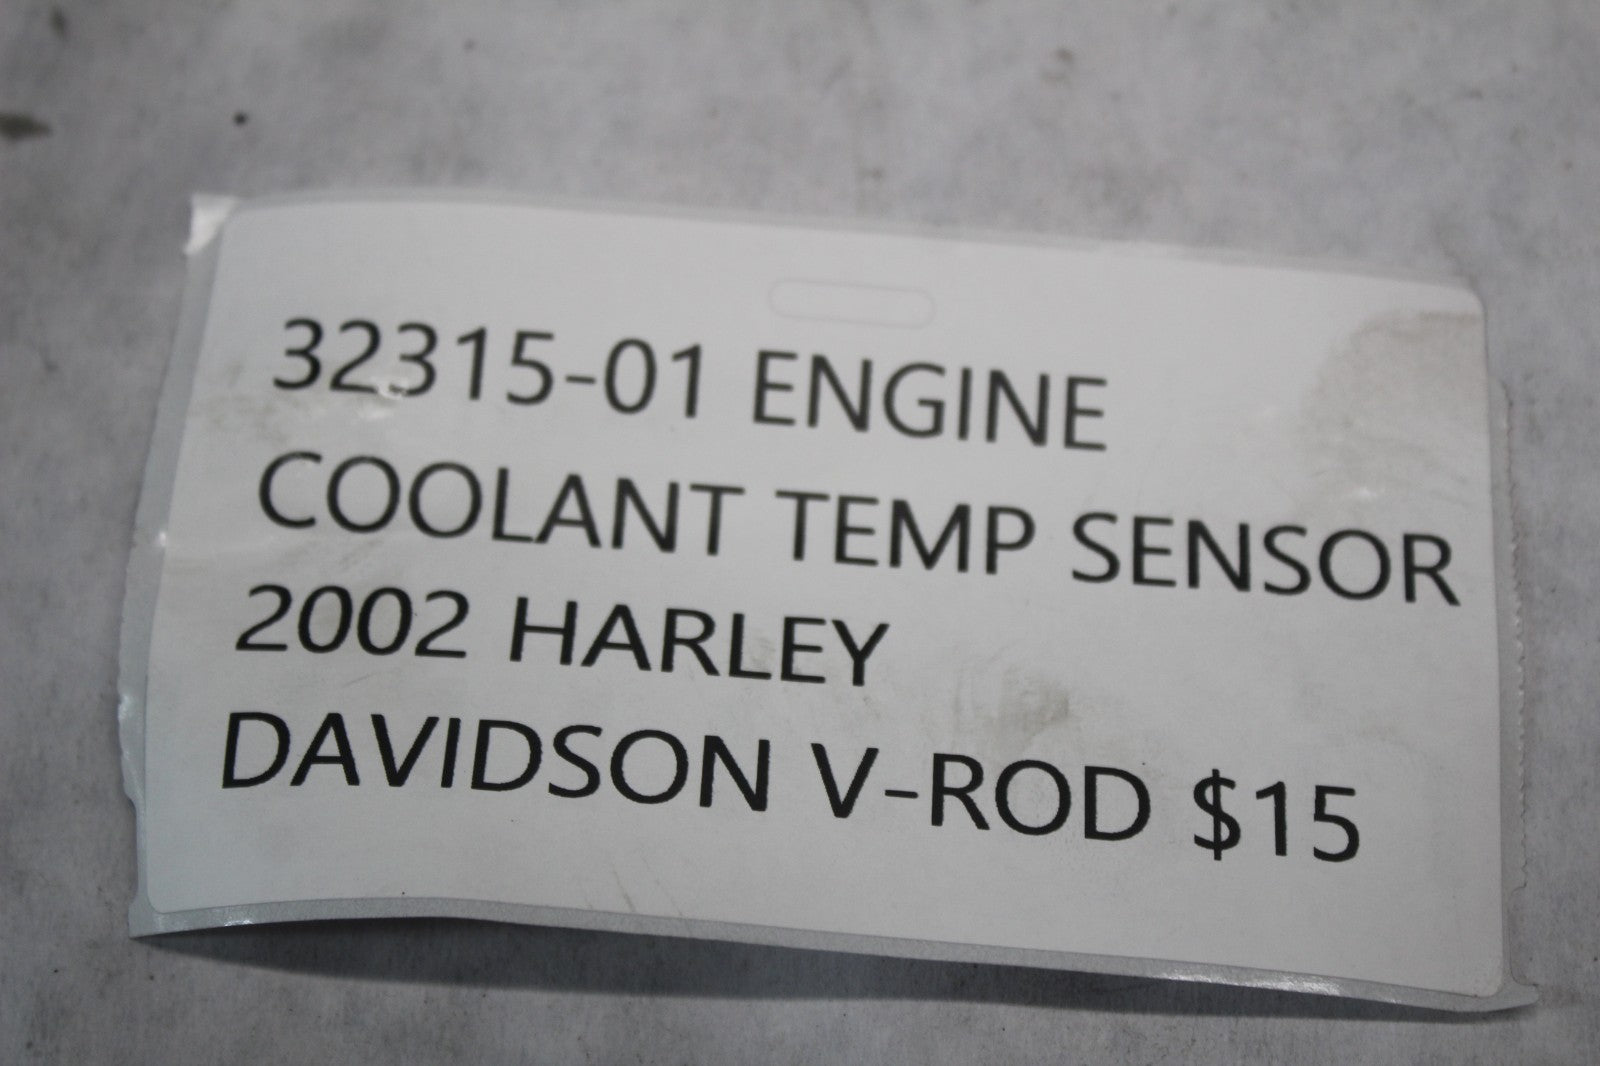 32315-01 ENGINE
COOLANT TEMP SENSOR
2002 HARLEY
DAVIDSON V-ROD $15